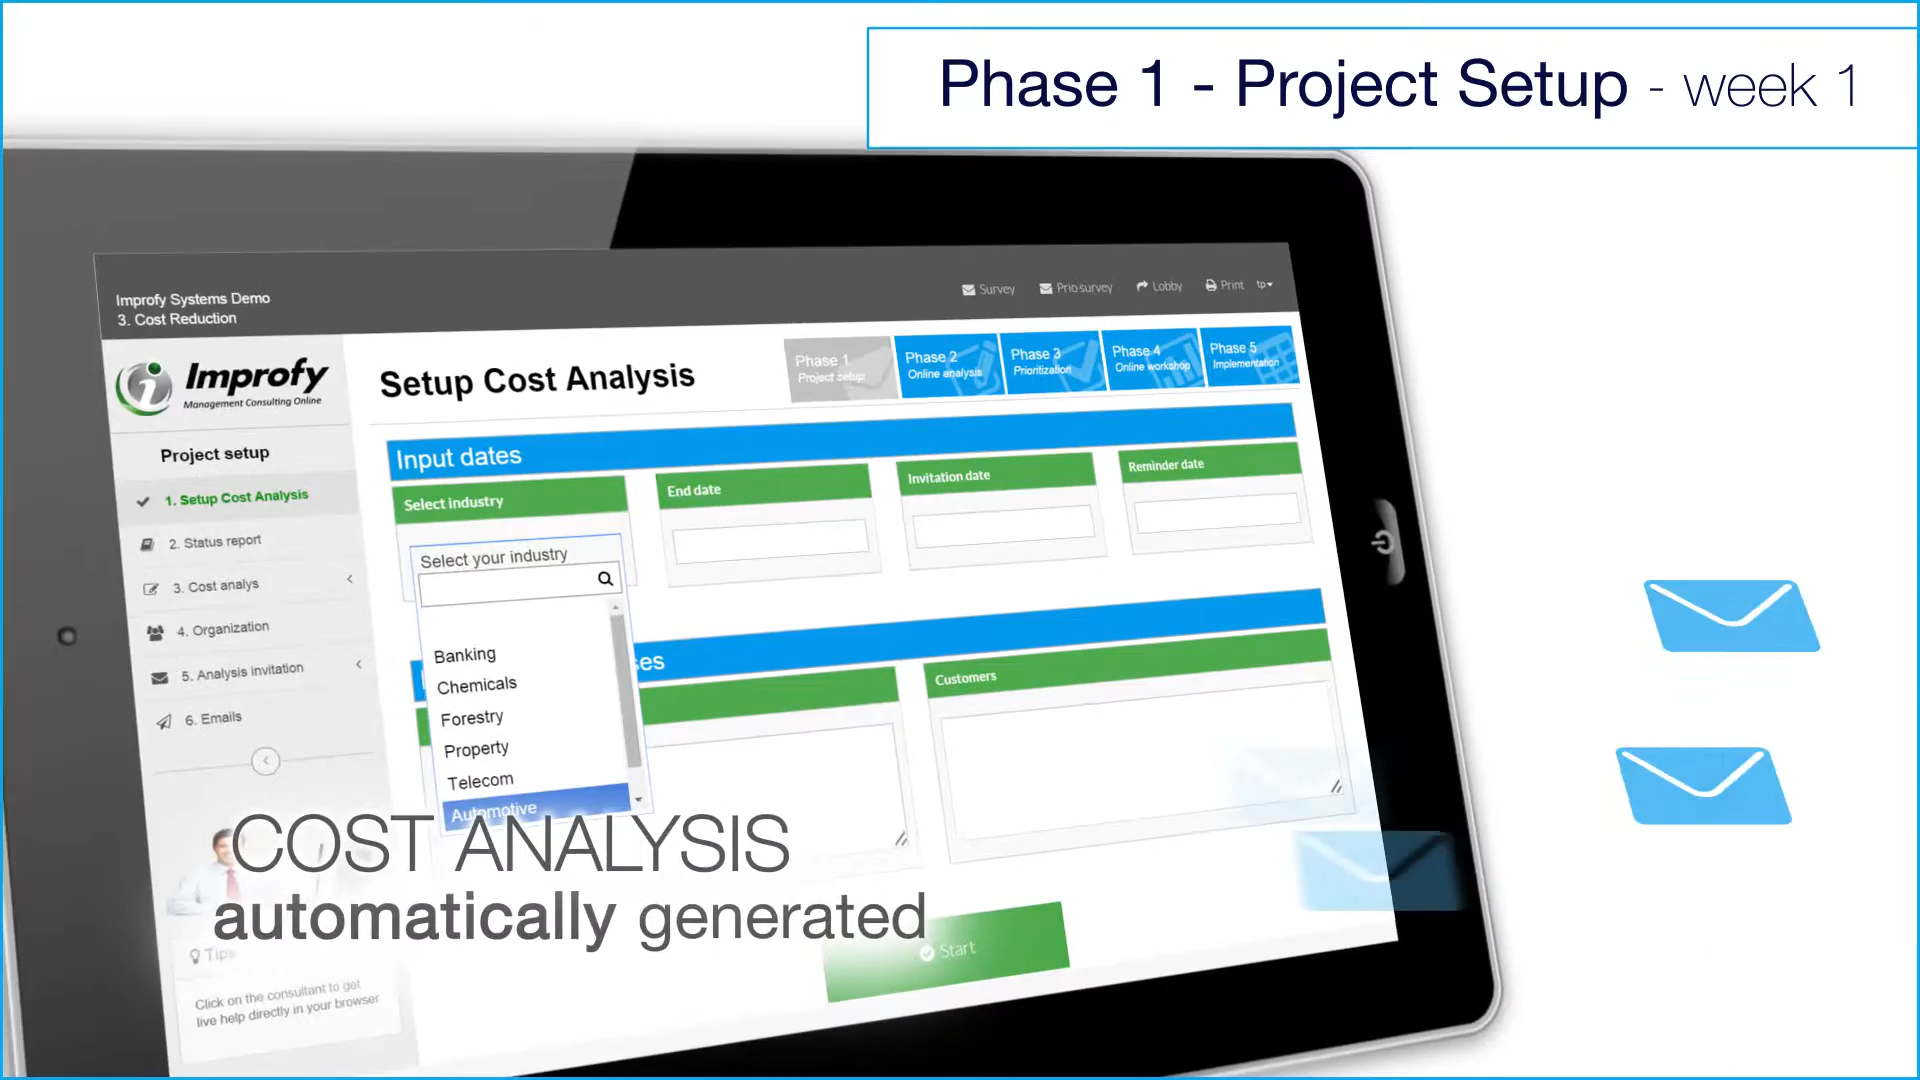 Phase 1 - Project Setup - week 1
Improfy Systems Demo
3. Cost Reduction
Survey
Prio survey
Lobby
Print
tp
Improfy
Management Consulting Online
Setup Cost Analysis
Phase 1
Project setup
Phase 2
Online analysis
Phase 3
Prioritization
Phase 4
Online workshop
Phase 5
Implementation
Project setup
1. Setup Cost Analysis
2. Status report
3. Cost analys
4. Organization
5. Analysis invitation
6. Emails
Input dates
Select industry
End date
Invitation date
Reminder date
Select your industry
Banking
Chemicals
Forestry
Property
Telecom
Automotive
Customers
COST ANALYSIS
automatically generated
Start
Tips
Click on the consultant to get
live help directly in your browser